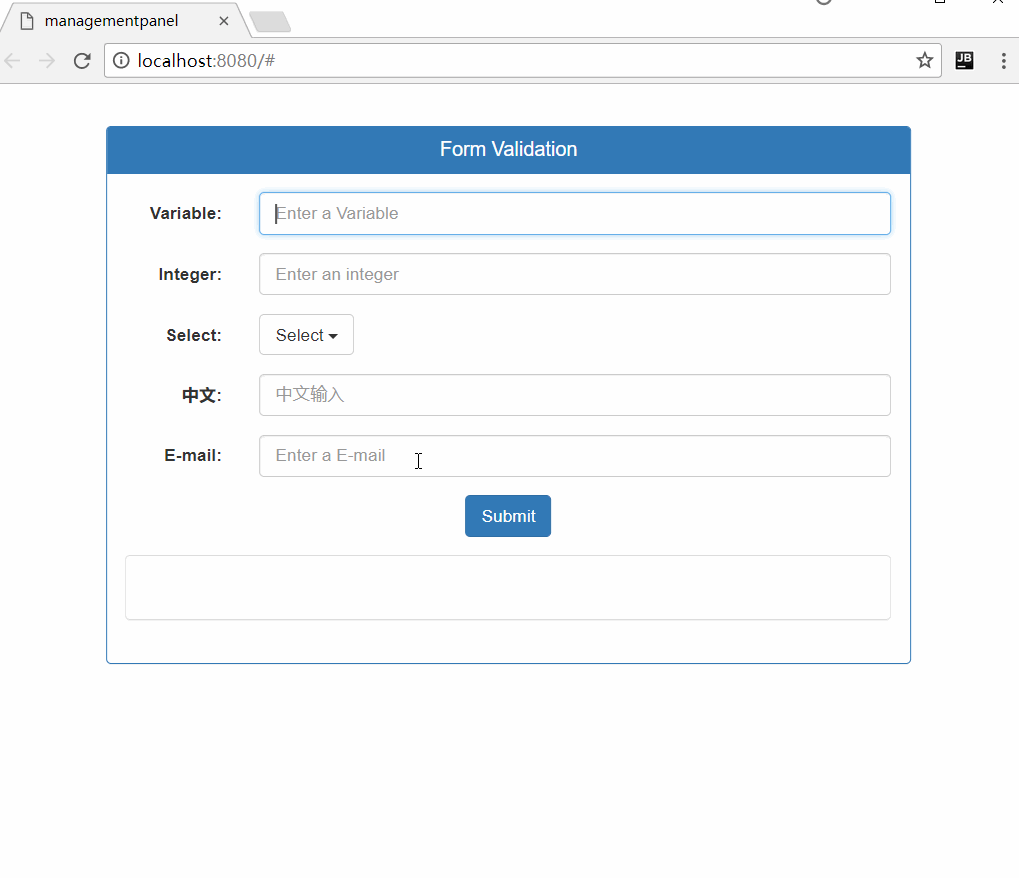 managementpanel
localhost:8080/#
JB
Form Validation
Variable: Enter a Variable
Integer: Enter an integer
Select: Select
中文: 中文输入
E-mail: Enter a E-mail
Submit